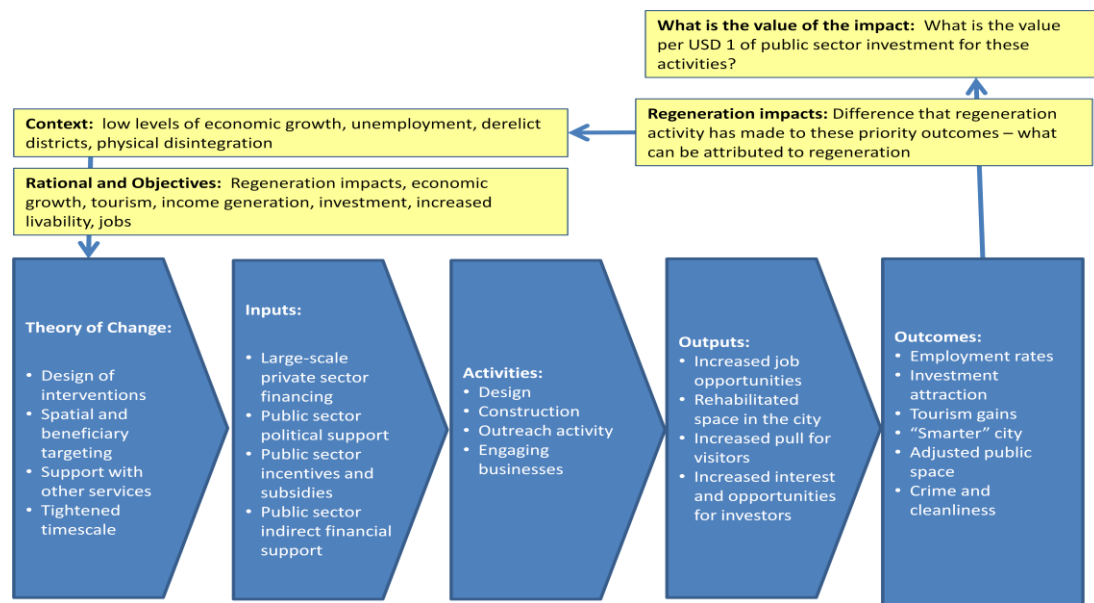 What is the value of the impact:  What is the value
per USD 1 of public sector investment for these
activities?
Context:  low levels of economic growth, unemployment, derelict
districts, physical disintegration
Regeneration impacts: Difference that regeneration
activity has made to these priority outcomes – what
can be attributed to regeneration
Rational and Objectives:  Regeneration impacts, economic
growth, tourism, income generation, investment, increased
livability, jobs
Theory of Change:
• Design of
interventions
• Spatial and
beneficiary
targeting
• Support with
other services
• Tightened
timescale
Inputs:
• Large-scale
private sector
financing
• Public sector
political support
• Public sector
incentives and
subsidies
• Public sector
indirect financial
support
Activities:
• Design
• Construction
• Outreach activity
• Engaging
businesses
Outputs:
• Increased job
opportunities
• Rehabilitated
space in the city
• Increased pull for
visitors
• Increased interest
and opportunities
for investors
Outcomes:
• Employment rates
• Investment
attraction
• Tourism gains
• “Smarter” city
• Adjusted public
space
• Crime and
cleanliness